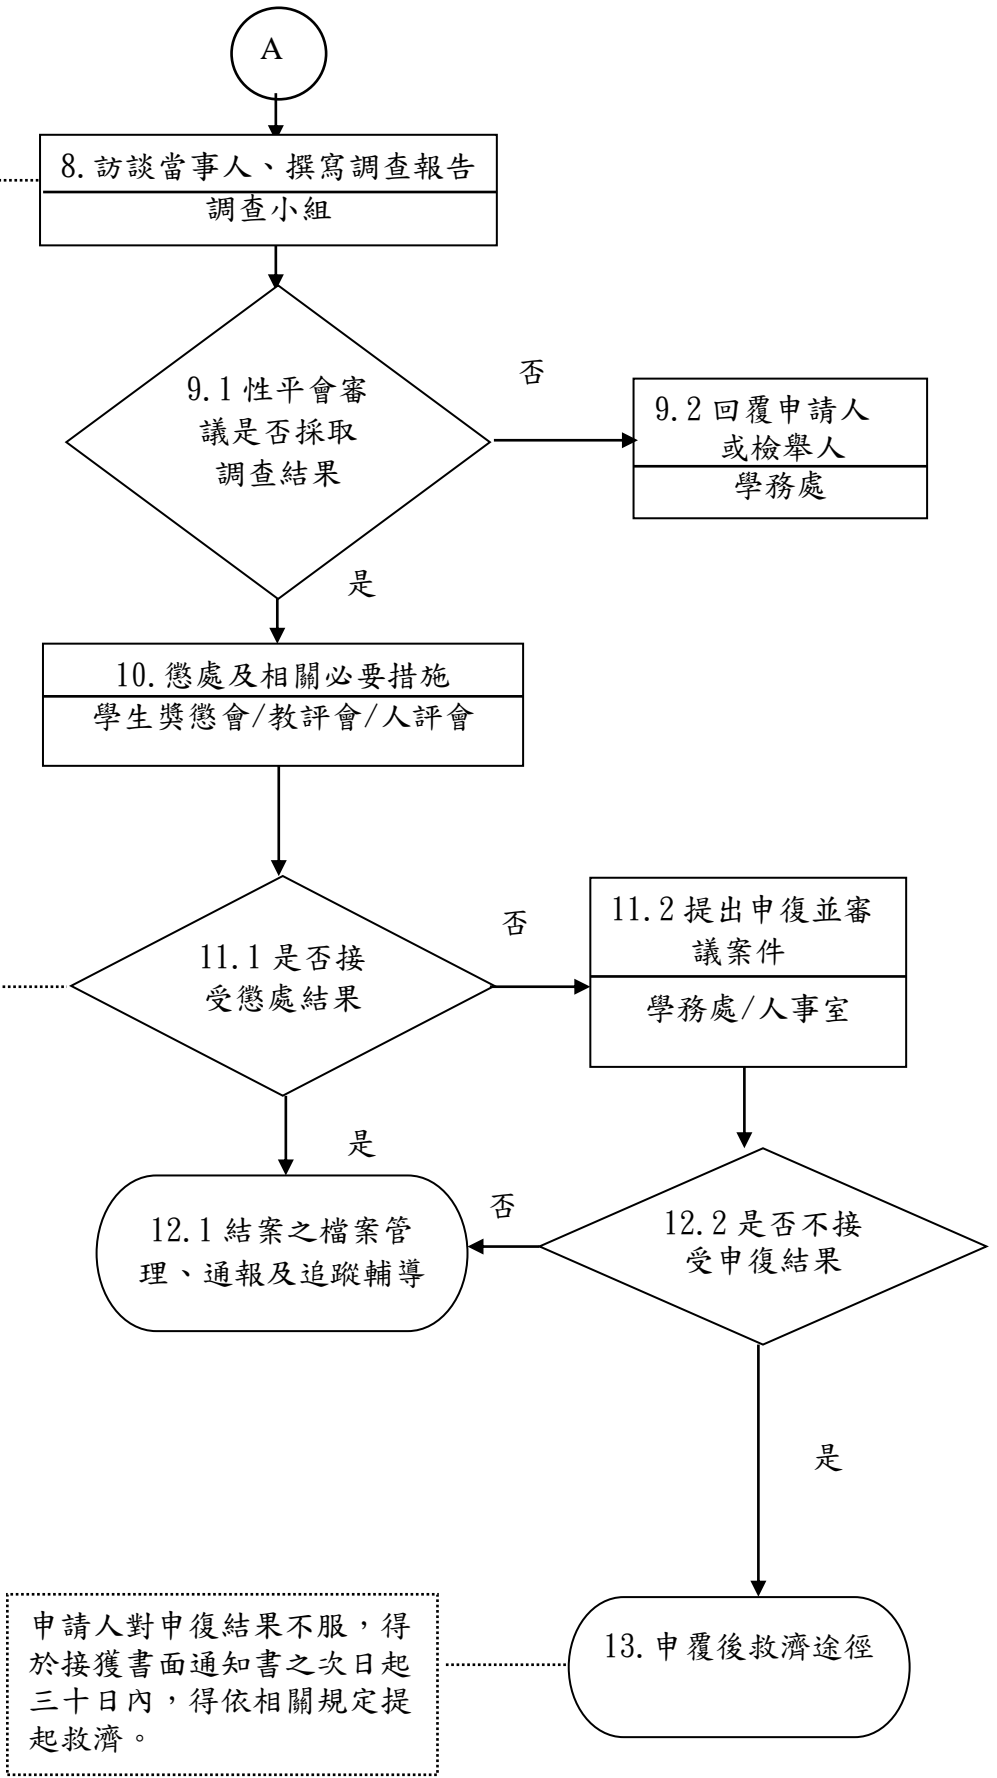 A
8.訪談當事人、撰寫調查報告
調查小組
9.1 性平會審
議是否採取
調查結果
否
9.2 回覆申請人
或檢舉人
學務處
是
10.懲處及相關必要措施
學生獎懲會/教評會/人評會
11.1 是否接
受懲處結果
否
11.2 提出申復並審
議案件
學務處/人事室
是
12.1 結案之檔案管
理、通報及追蹤輔導
否
12.2 是否不接
受申復結果
是
申請人對申復結果不服，得
於接獲書面通知書之次日起
三十日內，得依相關規定提
起救濟。
13.申覆後救濟途徑